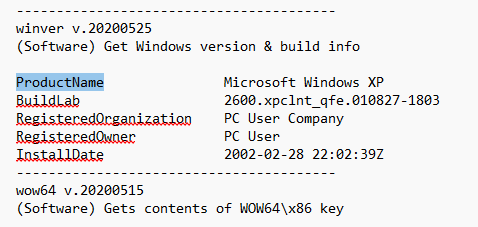 ----------------------------------------
winver v.20200525
(Software) Get Windows version & build info
ProductName Microsoft Windows XP
BuildLab 2600.xpclnt_qfe.010827-1803
RegisteredOrganization PC User Company
RegisteredOwner PC User
InstallDate 2002-02-28 22:02:39Z
----------------------------------------
wow64 v.20200515
(Software) Gets contents of WOW64\x86 key